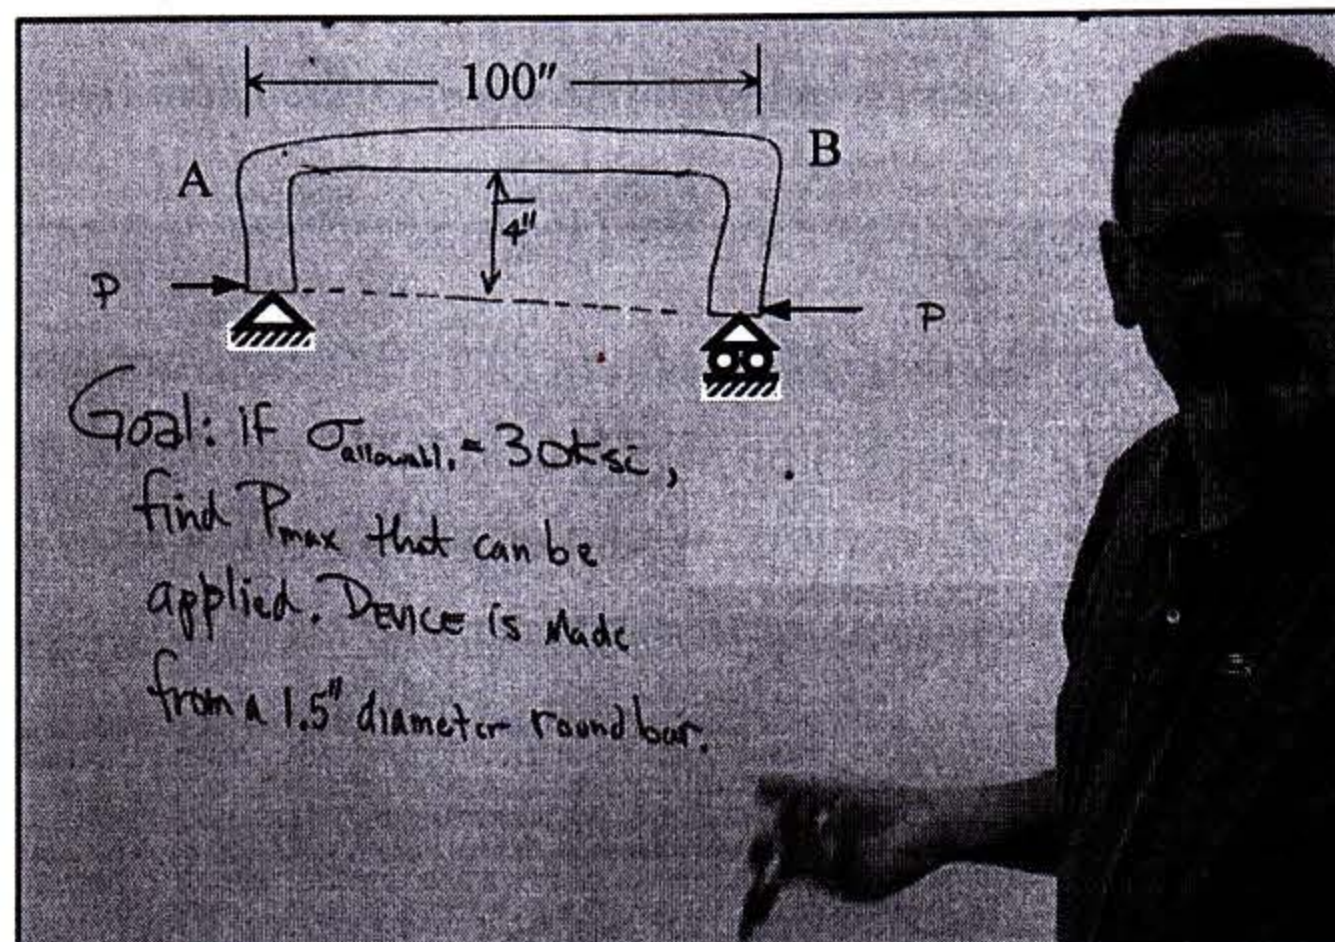 100"
A
B
4"
P
P
Goal: if σallowabl. = 30ksi,
find Pmax that can be
applied. Device is Made
from a 1.5" diameter round bar.